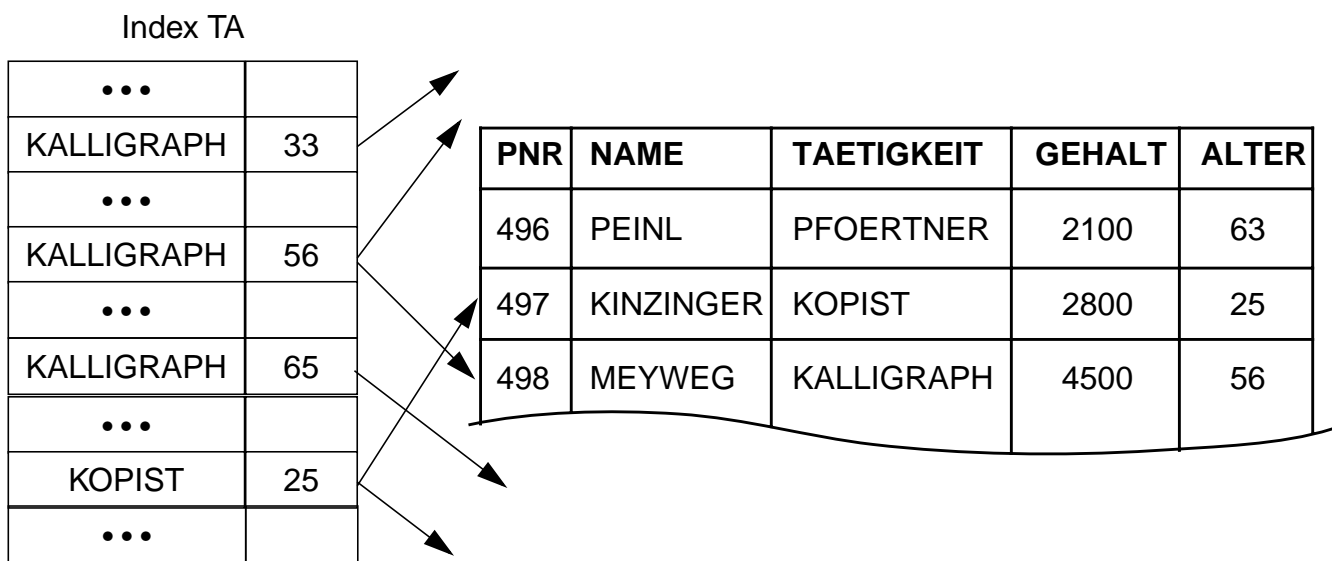 Index TA
•••
KALLIGRAPH 33
•••
KALLIGRAPH 56
•••
KALLIGRAPH 65
•••
KOPIST 25
•••
PNR NAME TAETIGKEIT GEHALT ALTER
496 PEINL PFOERTNER 2100 63
497 KINZINGER KOPIST 2800 25
498 MEYWEG KALLIGRAPH 4500 56